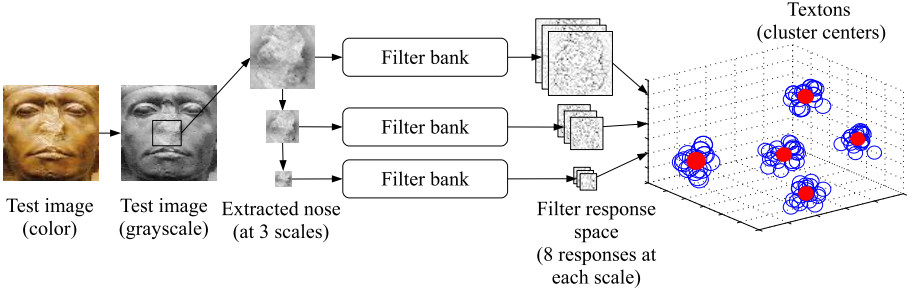 Textons
(cluster centers)
Filter bank
Filter bank
Filter bank
Test image
(color)
Test image
(grayscale)
Extracted nose
(at 3 scales)
Filter response
space
(8 responses at
each scale)